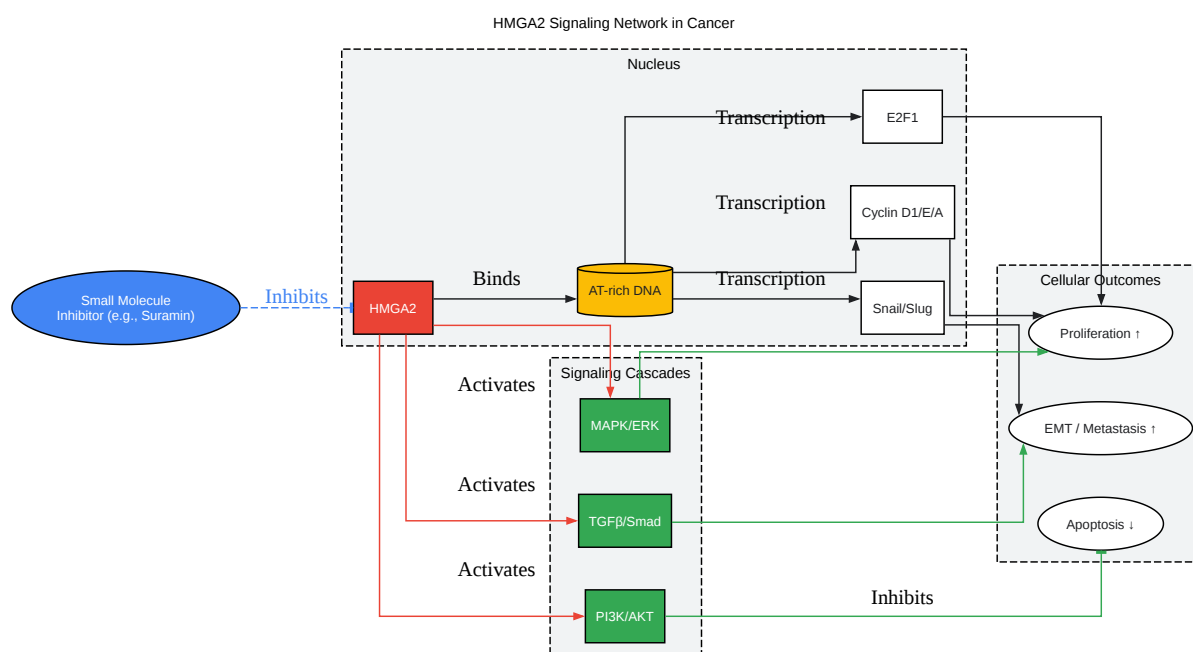 HMGA2 Signaling Network in Cancer
Nucleus
Transcription
E2F1
Transcription
Cyclin D1/E/A
Small Molecule
Inhibitor (e.g., Suramin)
Inhibits
HMGA2
Binds
AT-rich DNA
Transcription
Snail/Slug
Cellular Outcomes
Proliferation ↑
Signaling Cascades
Activates
MAPK/ERK
EMT / Metastasis ↑
Activates
TGFβ/Smad
Apoptosis ↓
Activates
PI3K/AKT
Inhibits